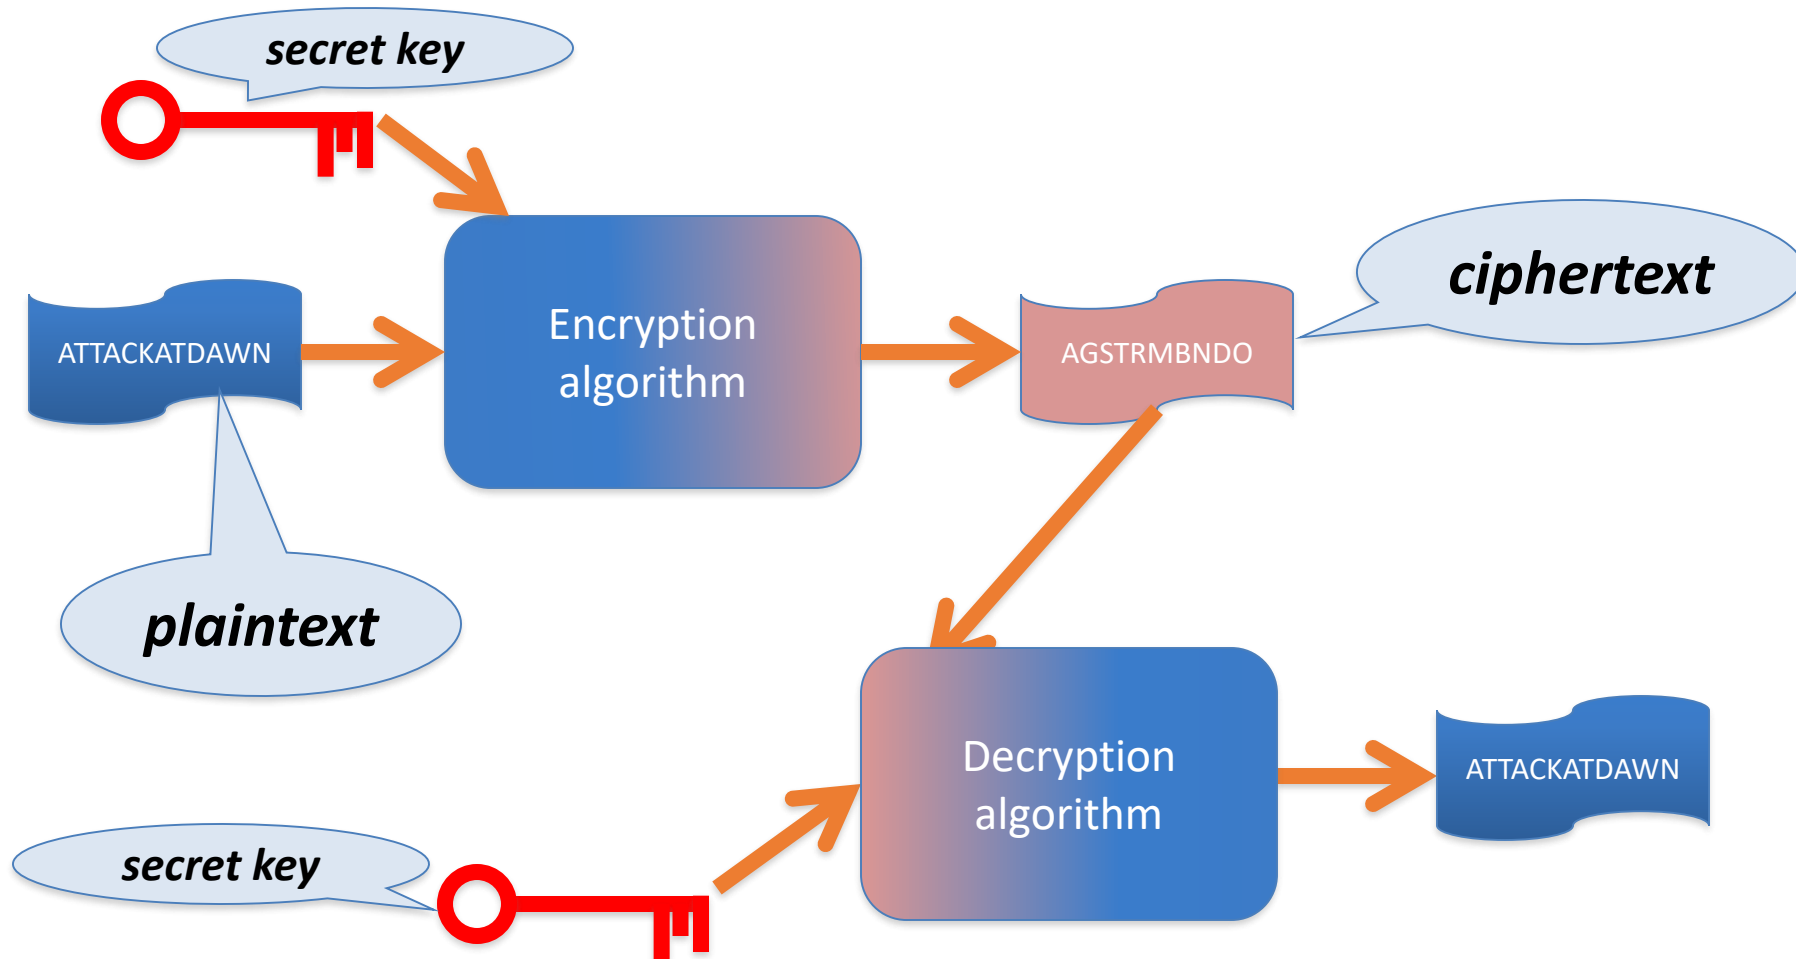 secret key
ATTACKATDAWN
Encryption
algorithm
AGSTRMBNDO
ciphertext
plaintext
Decryption
algorithm
ATTACKATDAWN
secret key